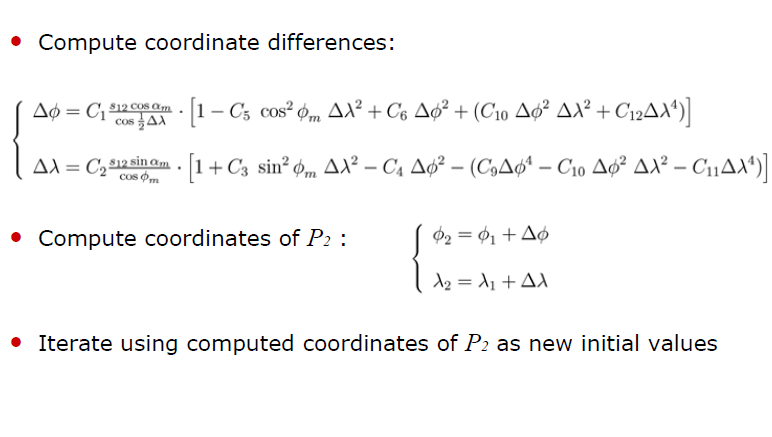 • Compute coordinate differences:
Δϕ = C₁ s₁₂ cos αₘ / cos ½Δλ · [1 − C₅ cos² ϕₘ Δλ² + C₆ Δϕ² + (C₁₀ Δϕ² Δλ² + C₁₂Δλ⁴)]
Δλ = C₂ s₁₂ sin αₘ / cos ϕₘ · [1 + C₃ sin² ϕₘ Δλ² − C₄ Δϕ² − (C₉Δϕ⁴ − C₁₀ Δϕ² Δλ² − C₁₁Δλ⁴)]
• Compute coordinates of P₂ :
ϕ₂ = ϕ₁ + Δϕ
λ₂ = λ₁ + Δλ
• Iterate using computed coordinates of P₂ as new initial values